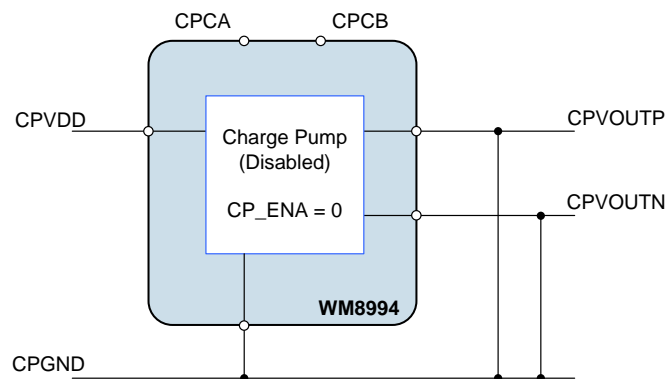 CPCA
CPCB
CPVDD
CPVOUTP
Charge Pump
(Disabled)
CPVOUTN
CP_ENA = 0
WM8994
CPGND